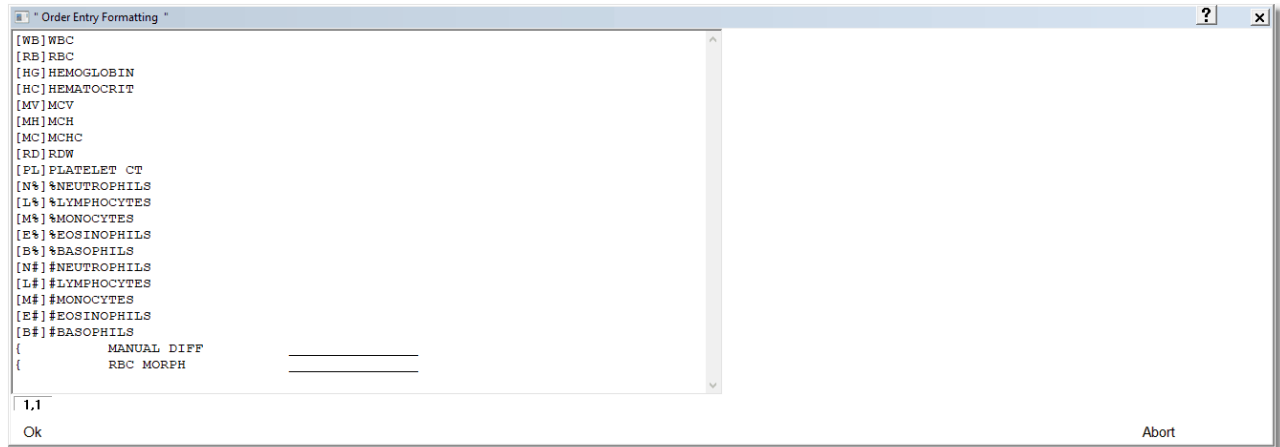 " Order Entry Formatting "
?
x
[WB]WBC
[RB]RBC
[HG]HEMOGLOBIN
[HC]HEMATOCRIT
[MV]MCV
[MH]MCH
[MC]MCHC
[RD]RDW
[PL]PLATELET CT
[N%]%NEUTROPHILS
[L%]%LYMPHOCYTES
[M%]%MONOCYTES
[E%]%EOSINOPHILS
[B%]%BASOPHILS
[N#]#NEUTROPHILS
[L#]#LYMPHOCYTES
[M#]#MONOCYTES
[E#]#EOSINOPHILS
[B#]#BASOPHILS
{ MANUAL DIFF ____________________
{ RBC MORPH ____________________
1,1
Ok Abort